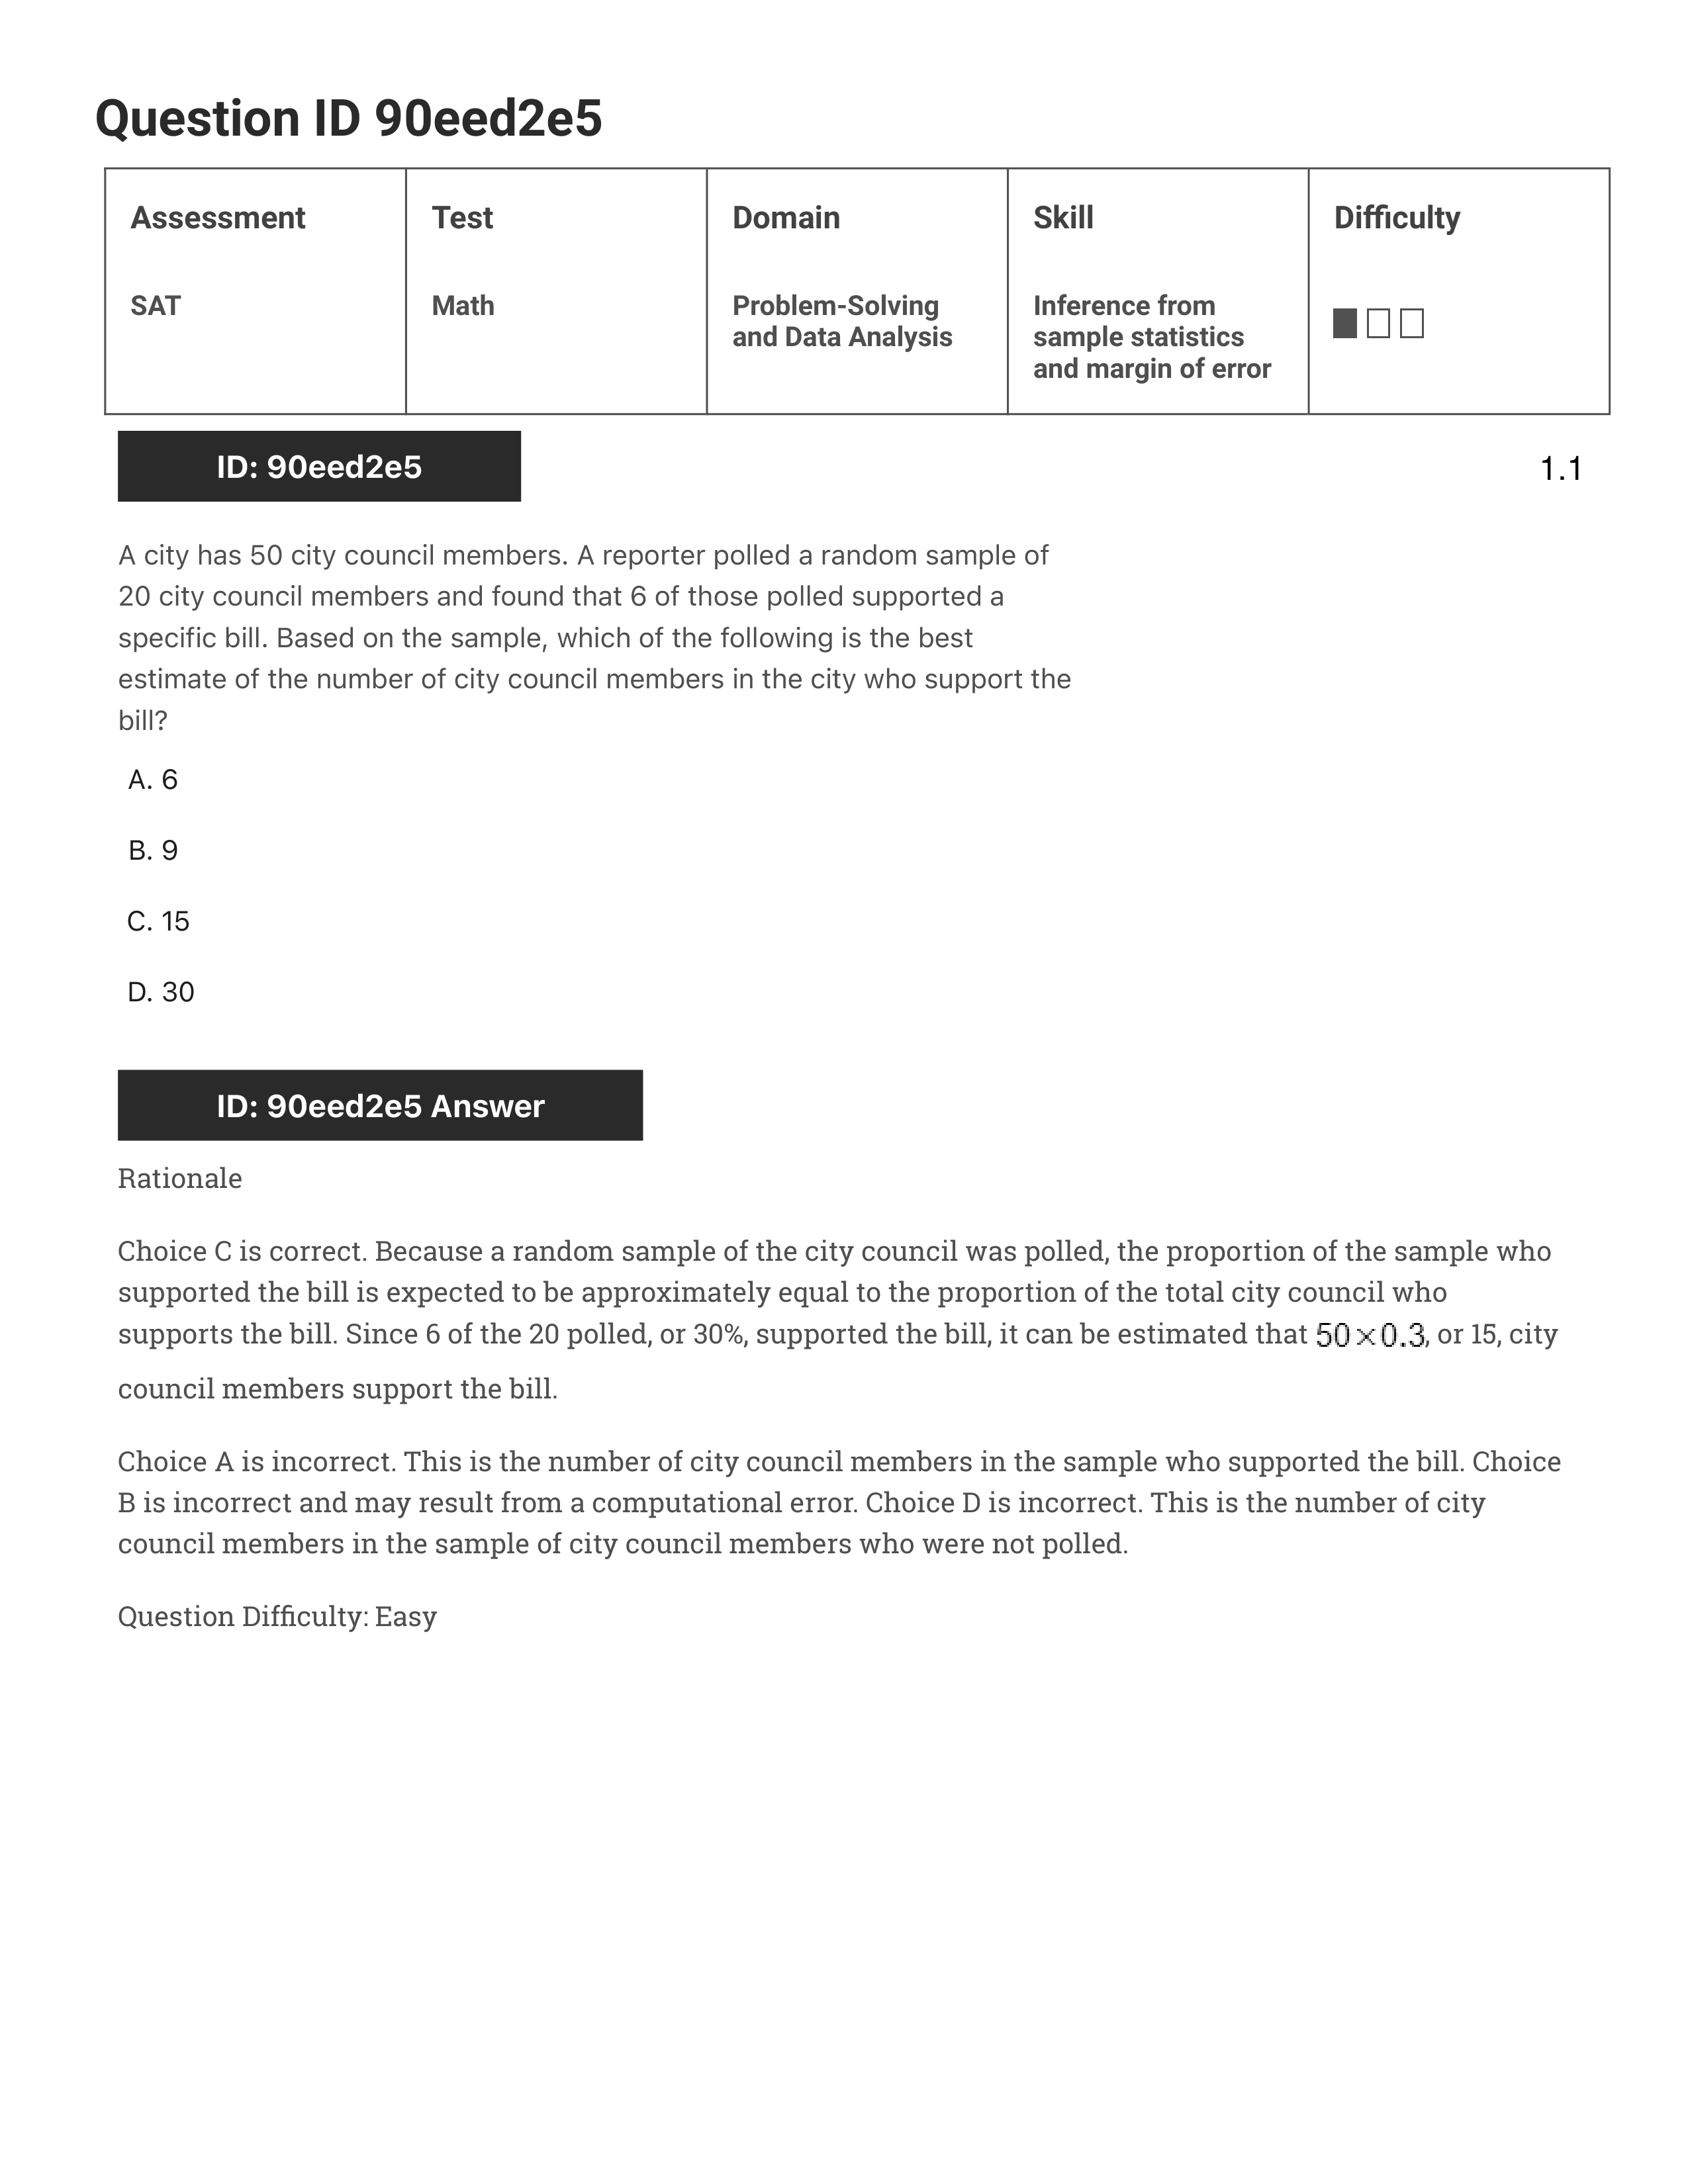 Question ID 90eed2e5
Assessment Test Domain Skill Difficulty
SAT Math Problem-Solving and Data Analysis Inference from sample statistics and margin of error
ID: 90eed2e5 1.1
A city has 50 city council members. A reporter polled a random sample of
20 city council members and found that 6 of those polled supported a
specific bill. Based on the sample, which of the following is the best
estimate of the number of city council members in the city who support the
bill?
A. 6
B. 9
C. 15
D. 30
ID: 90eed2e5 Answer
Rationale
Choice C is correct. Because a random sample of the city council was polled, the proportion of the sample who
supported the bill is expected to be approximately equal to the proportion of the total city council who
supports the bill. Since 6 of the 20 polled, or 30%, supported the bill, it can be estimated that 50×0.3, or 15, city
council members support the bill.
Choice A is incorrect. This is the number of city council members in the sample who supported the bill. Choice
B is incorrect and may result from a computational error. Choice D is incorrect. This is the number of city
council members in the sample of city council members who were not polled.
Question Difficulty: Easy